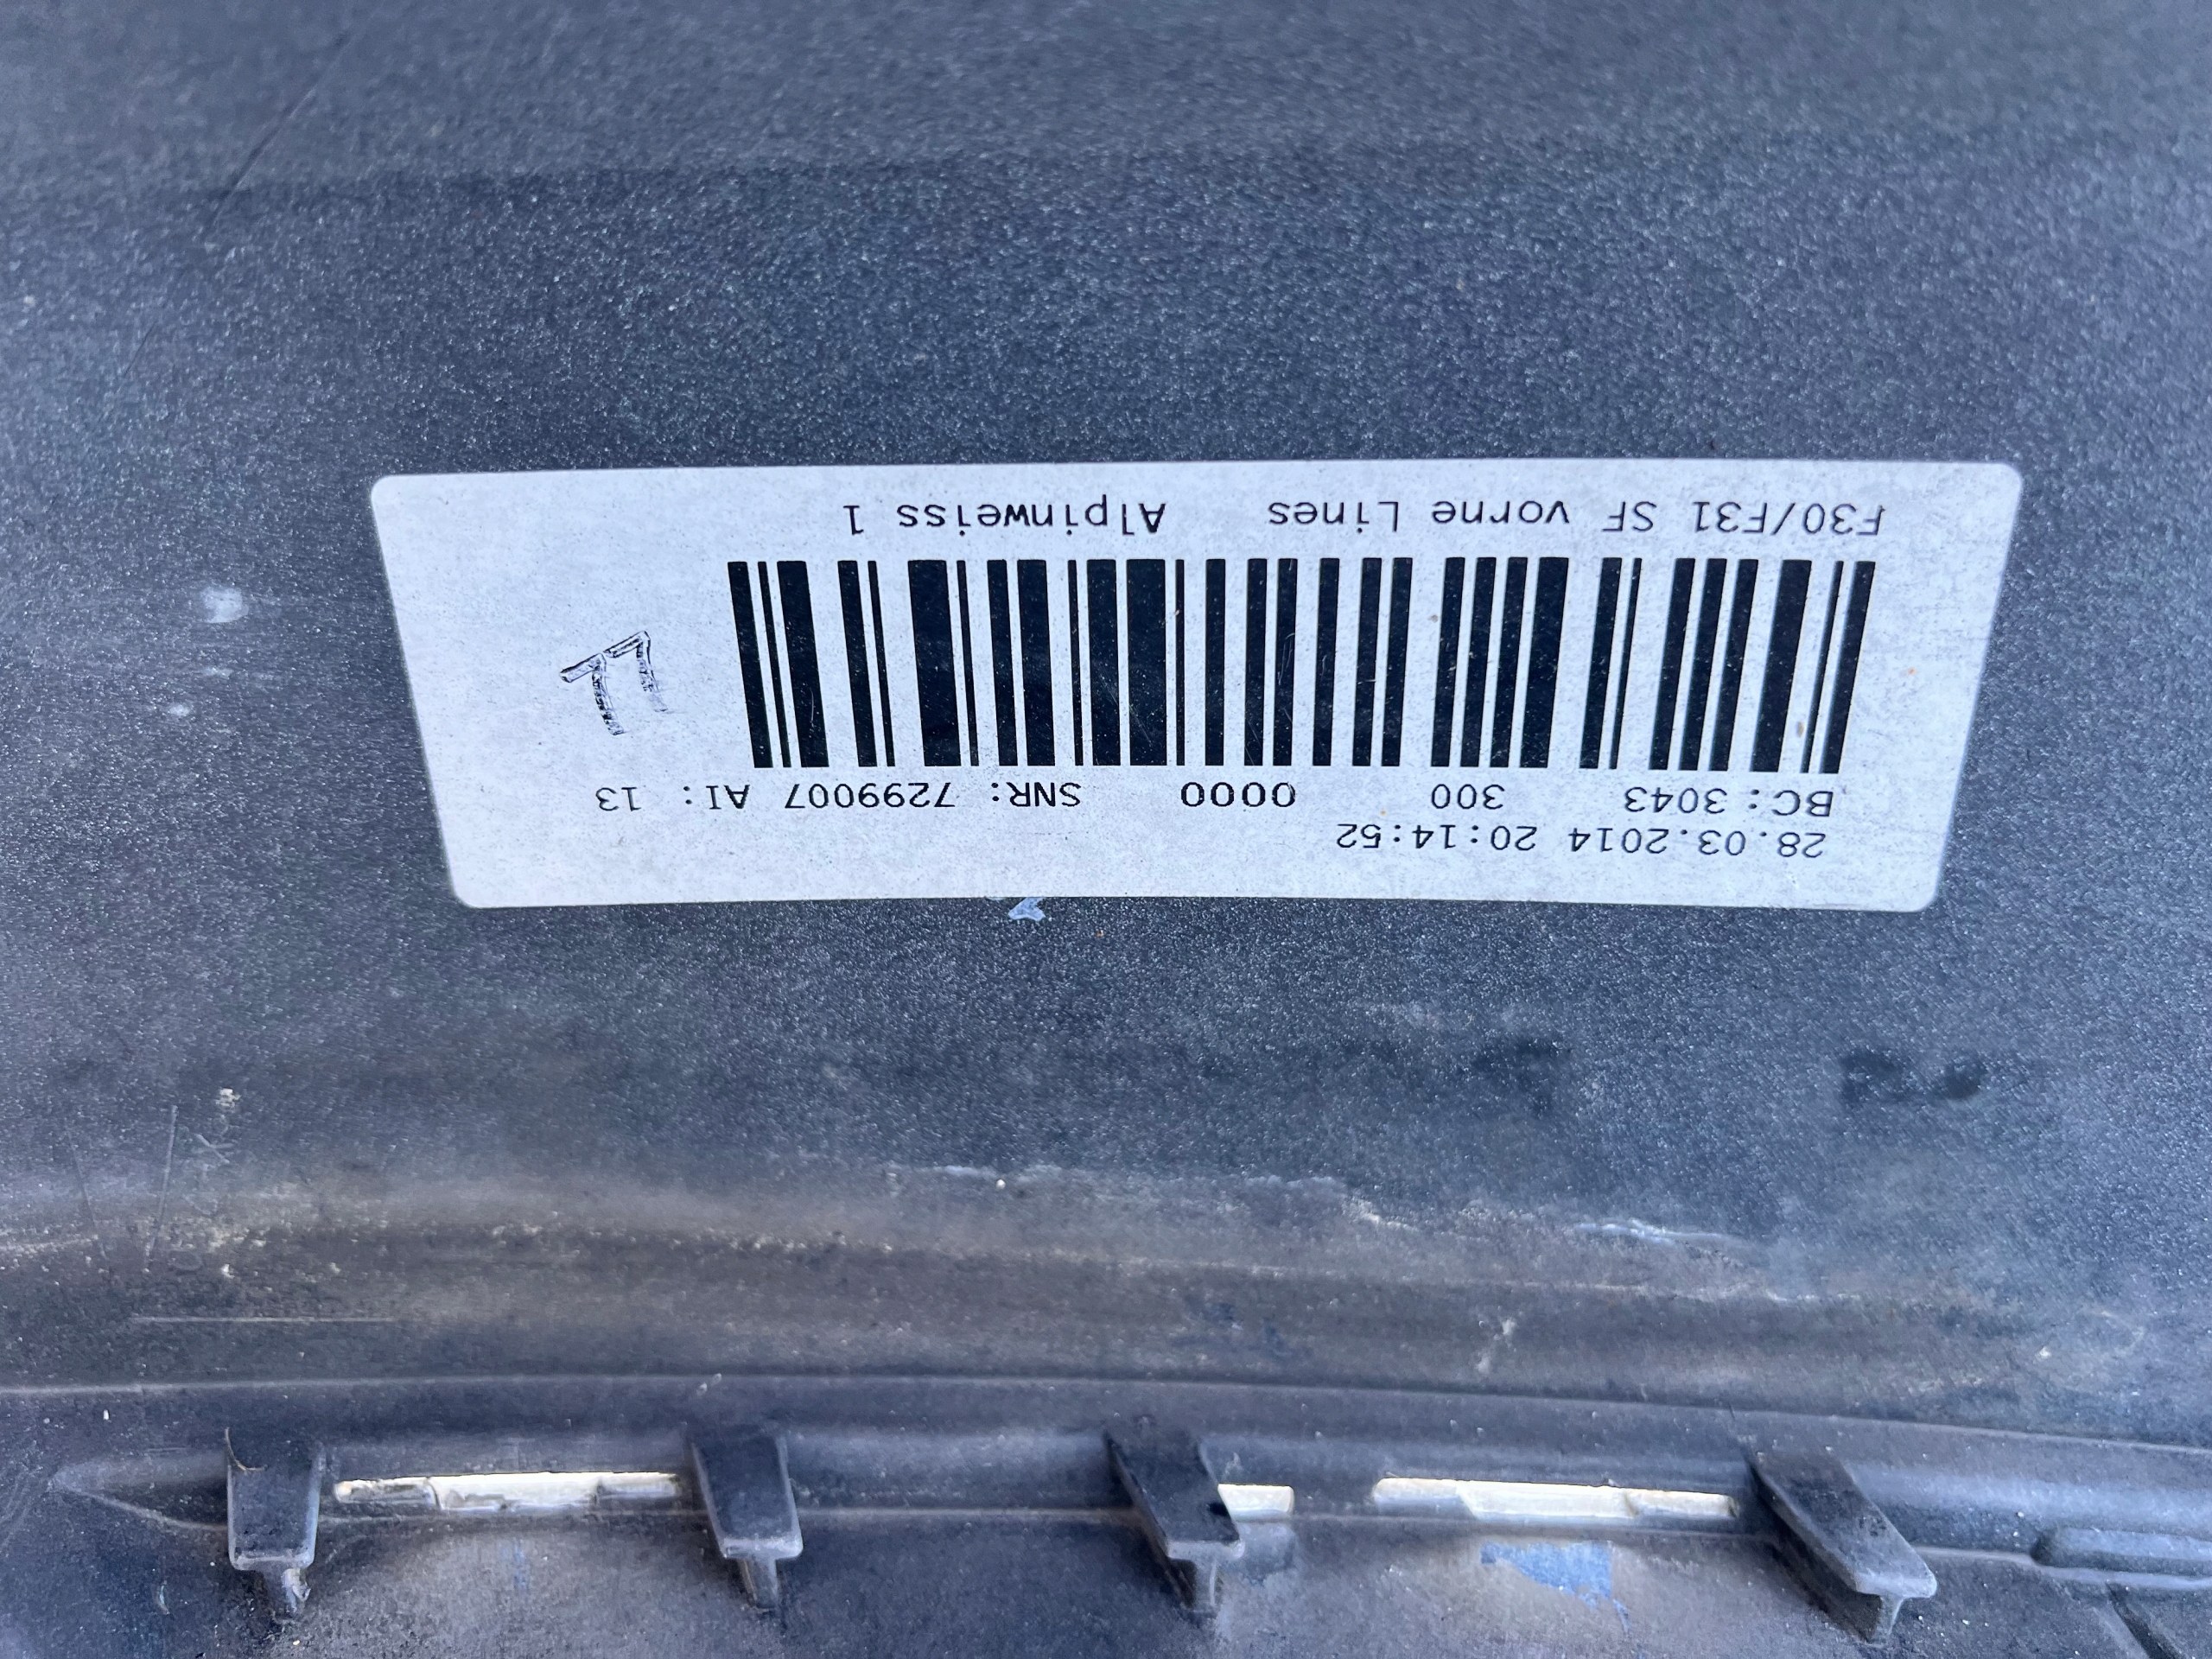 28.03.2014 20:14:52
BC: 3043 300 0000 SNR: 7299007 AI: 13
F30/F31 SF vorne Lines Alpinweiss 1